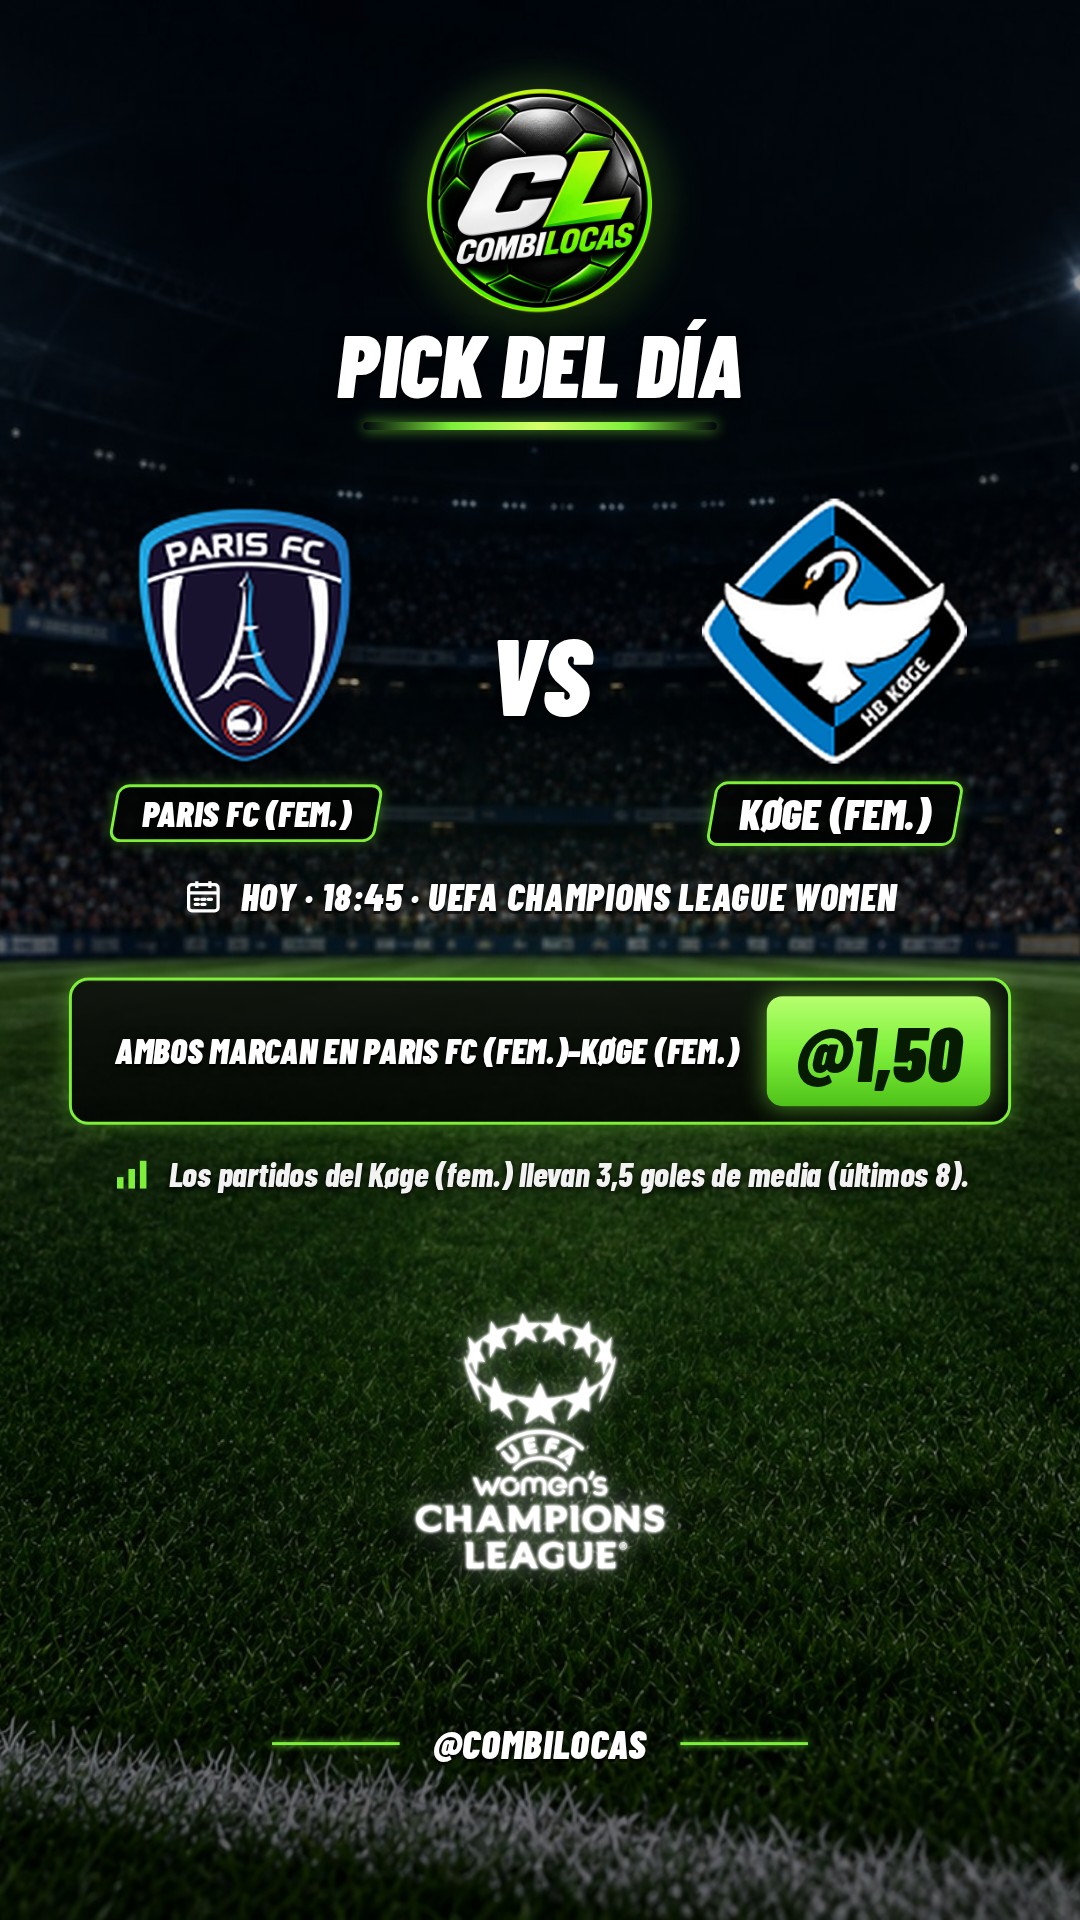 CL
COMBILOCAS
PICK DEL DÍA
PARIS FC
HB KØGE
VS
PARIS FC (FEM.)
KØGE (FEM.)
HOY · 18:45 · UEFA CHAMPIONS LEAGUE WOMEN
AMBOS MARCAN EN PARIS FC (FEM.)-KØGE (FEM.)
@1,50
Los partidos del Køge (fem.) llevan 3,5 goles de media (últimos 8).
UEFA
women's
CHAMPIONS
LEAGUE®
@COMBILOCAS